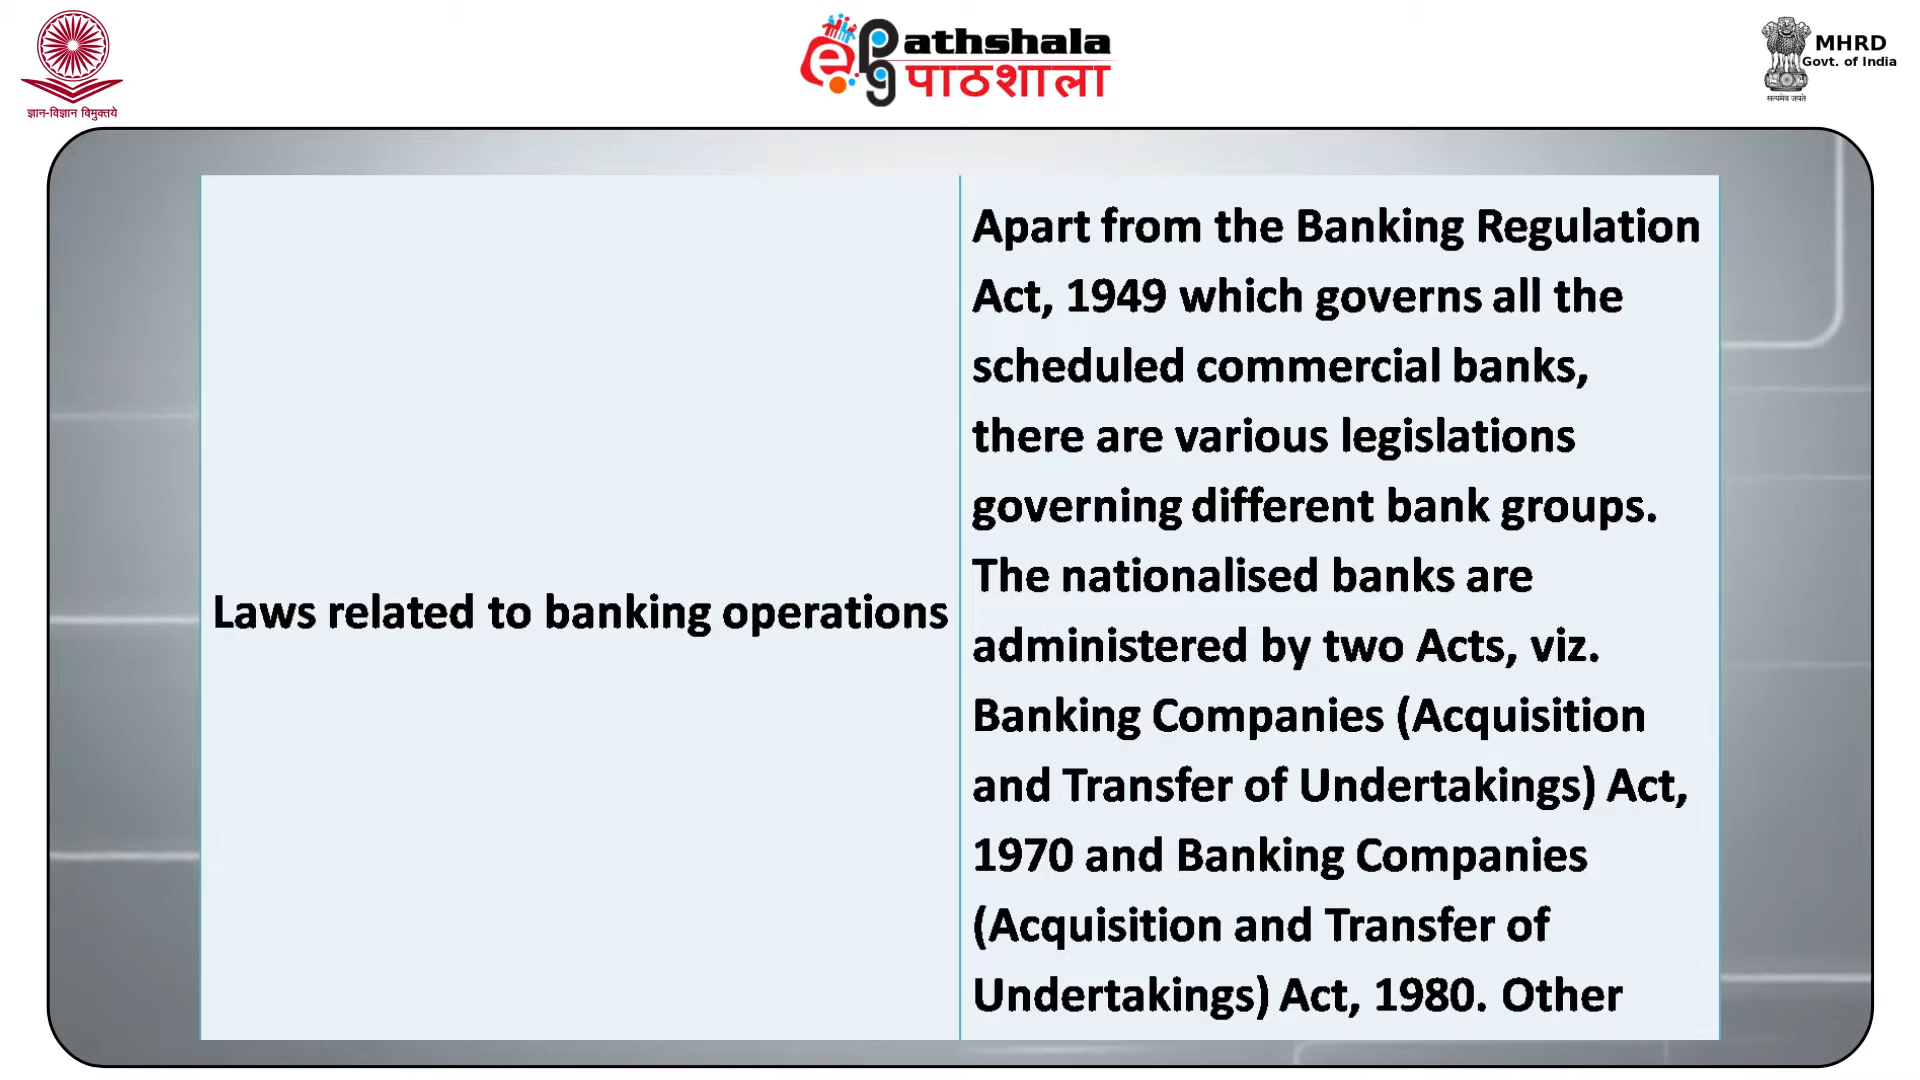 ज्ञान-विज्ञान विमुक्तये
ePG
athshala
पाठशाला
MHRD
Govt. of India
सत्यमेव जयते
Laws related to banking operations
Apart from the Banking Regulation
Act, 1949 which governs all the
scheduled commercial banks,
there are various legislations
governing different bank groups.
The nationalised banks are
administered by two Acts, viz.
Banking Companies (Acquisition
and Transfer of Undertakings) Act,
1970 and Banking Companies
(Acquisition and Transfer of
Undertakings) Act, 1980. Other